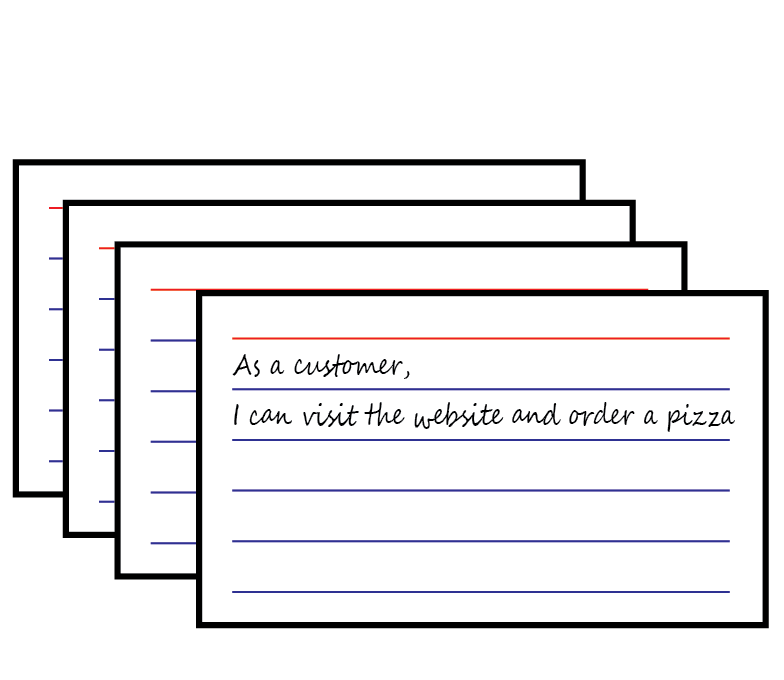 As a customer,
I can visit the website and order a pizza